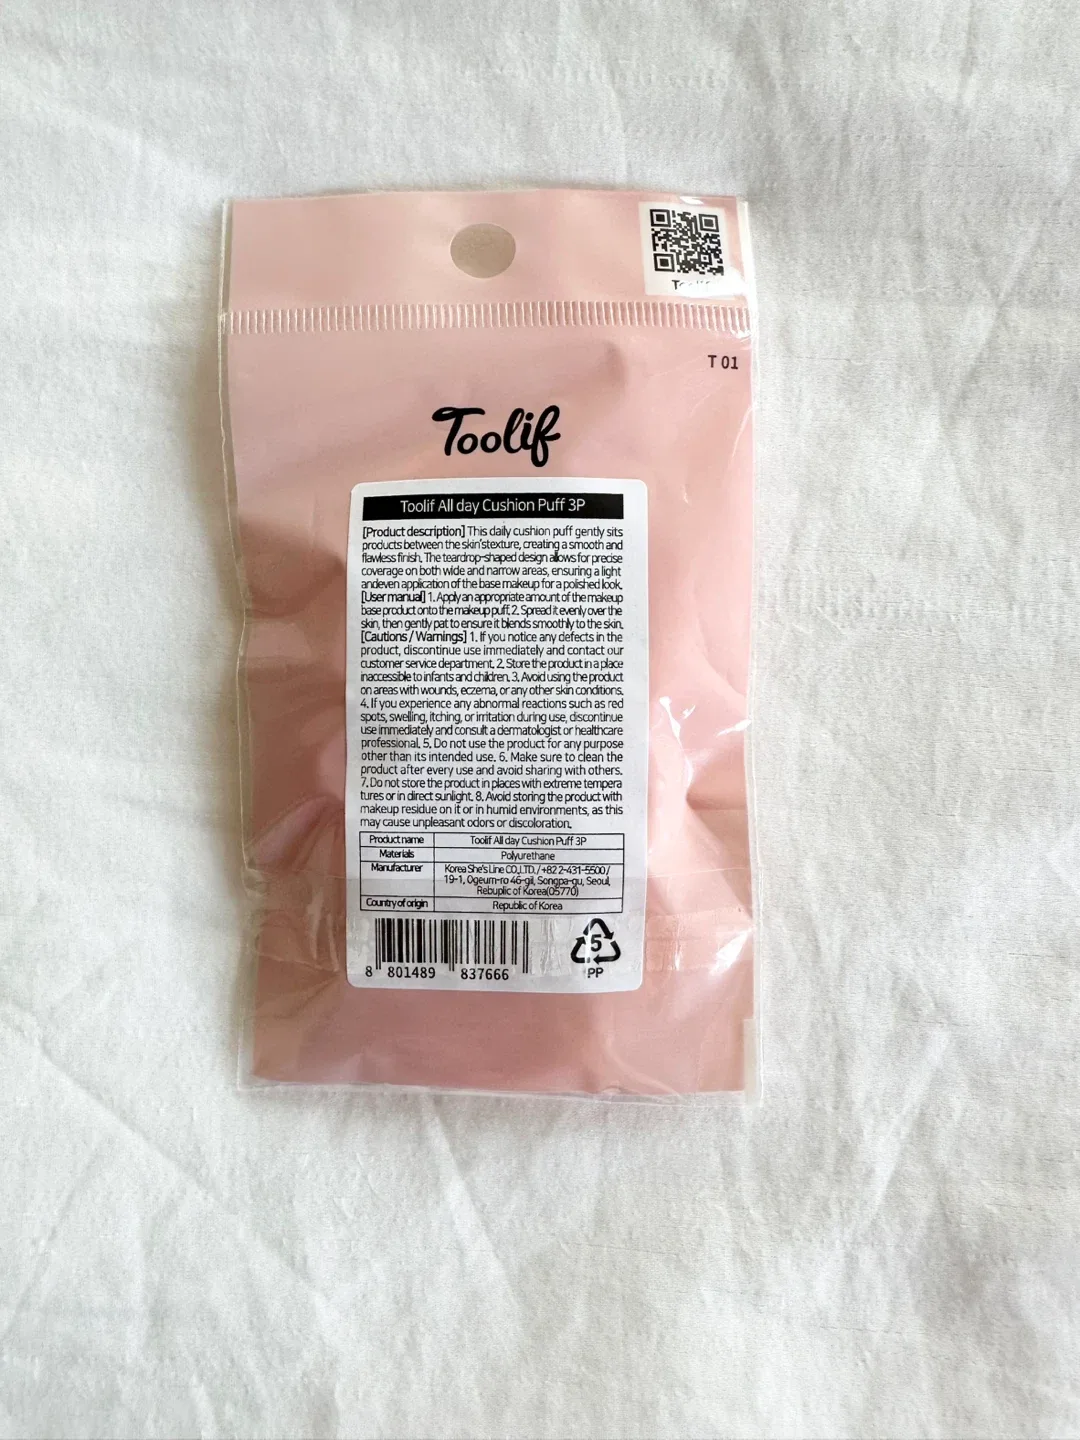 T 01
Toolif
Toolif All day Cushion Puff 3P
[Product description] This daily cushion puff gently sits
products between the skin'stexture, creating a smooth and
flawless finish. The teardrop-shaped design allows for precise
coverage on both wide and narrow areas, ensuring a light
andeven application of the base makeup for a polished look.
[User manual] 1. Apply an appropriate amount of the makeup
base product onto the makeup puff. 2. Spread it evenly over the
skin, then gently pat to ensure it blends smoothly to the skin.
[Cautions / Warnings] 1. If you notice any defects in the
product, discontinue use immediately and contact our
customer service department. 2. Store the product in a place
inaccessible to infants and children. 3. Avoid using the product
on areas with wounds, eczema, or any other skin conditions.
4. If you experience any abnormal reactions such as red
spots, swelling, itching, or irritation during use, discontinue
use immediately and consult a dermatologist or healthcare
professional. 5. Do not use the product for any purpose
other than its intended use. 6. Make sure to clean the
product after every use and avoid sharing with others.
7. Do not store the product in places with extreme tempera
tures or in direct sunlight. 8. Avoid storing the product with
makeup residue on it or in humid environments, as this
may cause unpleasant odors or discoloration.
Product name Toolif All day Cushion Puff 3P
Materials Polyurethane
Manufacturer Korea She's Line CO.,LTD. / +82 2-431-5500 /
19-1, Ogeum-ro 46-gil, Songpa-gu, Seoul,
Rebuplic of Korea(05770)
Country of origin Republic of Korea
5
8 801489 837666 PP